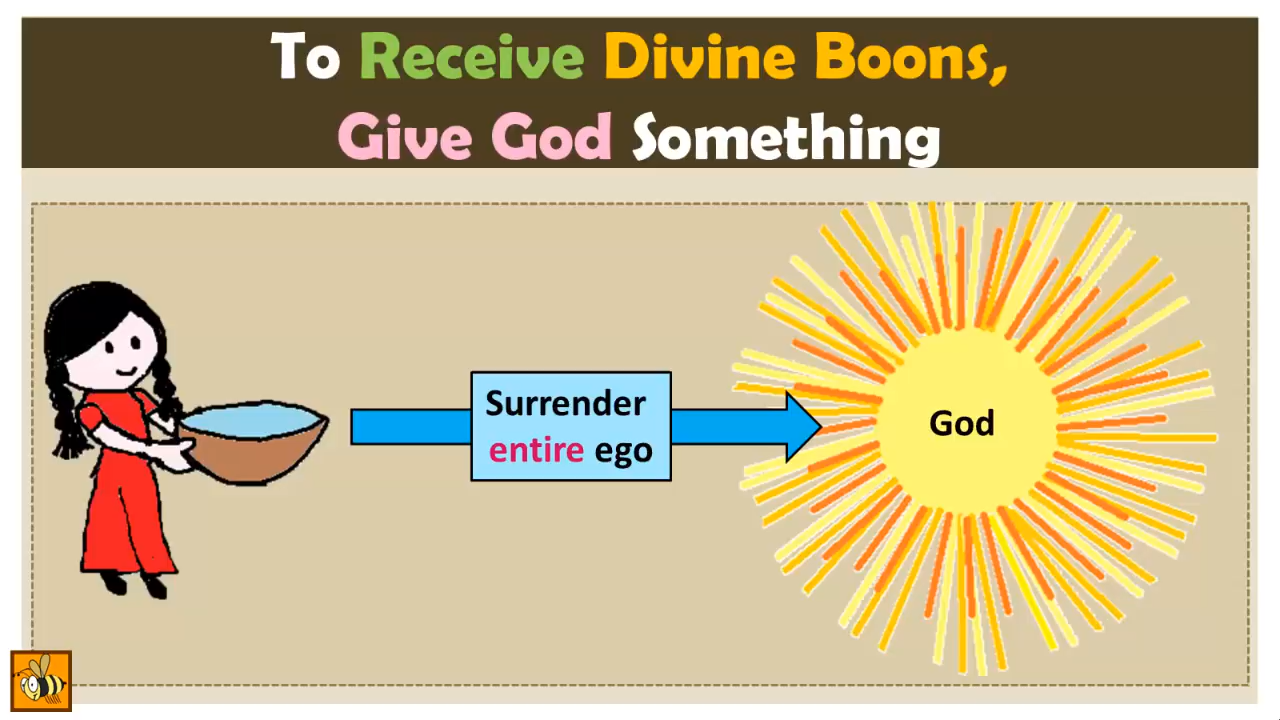 To Receive Divine Boons,
Give God Something
Surrender
entire ego
God